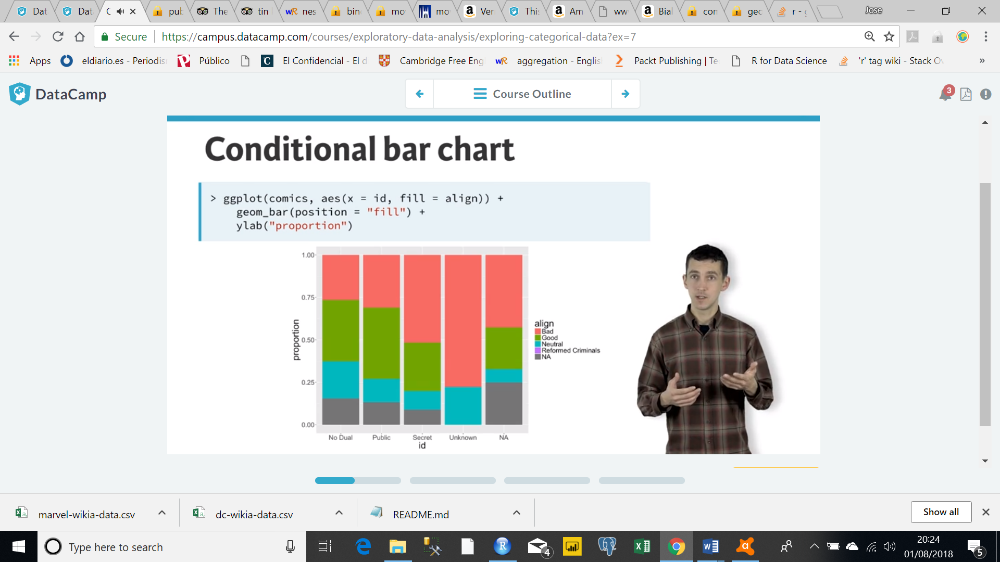 Dat
Dat
C
pub
The
tin
nes
bin
mo
mo
Ver
This
Am
ww
Bial
con
geo
r - g
Jose
Secure
https://campus.datacamp.com/courses/exploratory-data-analysis/exploring-categorical-data?ex=7
Apps
eldiario.es - Periodis
Público
El Confidencial - El d
Cambridge Free Eng
aggregation - English
Packt Publishing | Te
R for Data Science
'r' tag wiki - Stack Ov
»
DataCamp
Course Outline
3
Conditional bar chart
> ggplot(comics, aes(x = id, fill = align)) +
geom_bar(position = "fill") +
ylab("proportion")
1.00
0.75
0.50
0.25
0.00
proportion
No Dual
Public
Secret
Unknown
NA
id
align
Bad
Good
Neutral
Reformed Criminals
NA
marvel-wikia-data.csv
dc-wikia-data.csv
README.md
Show all
Type here to search
4
20:24
01/08/2018
5